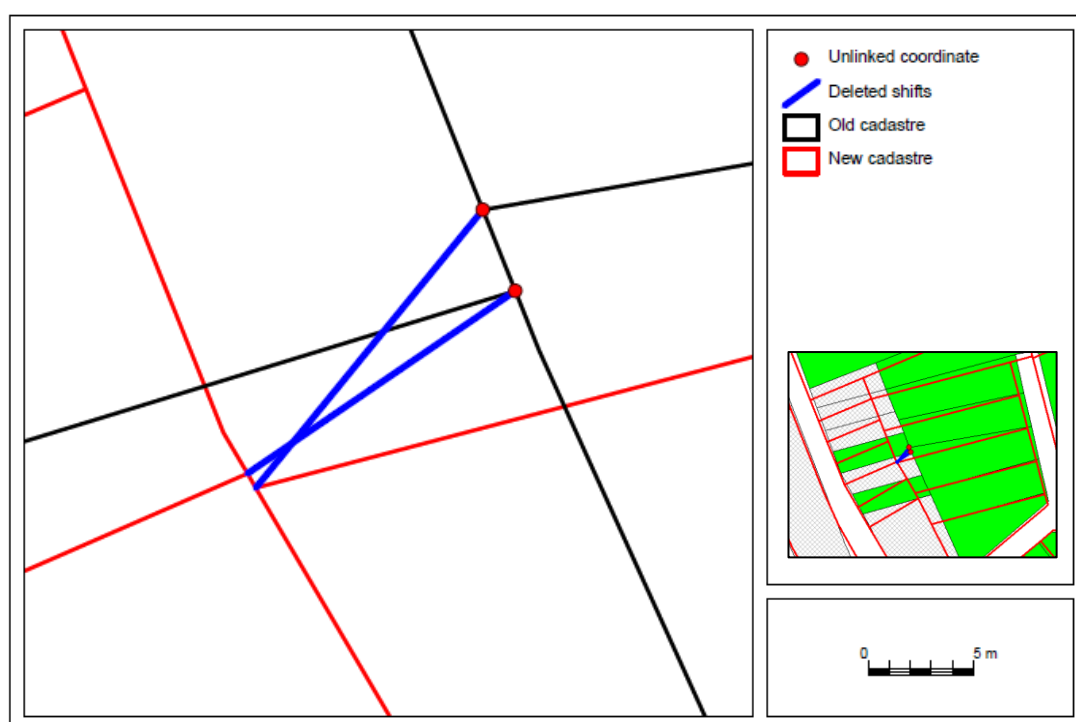 Unlinked coordinate
Deleted shifts
Old cadastre
New cadastre
0 5 m